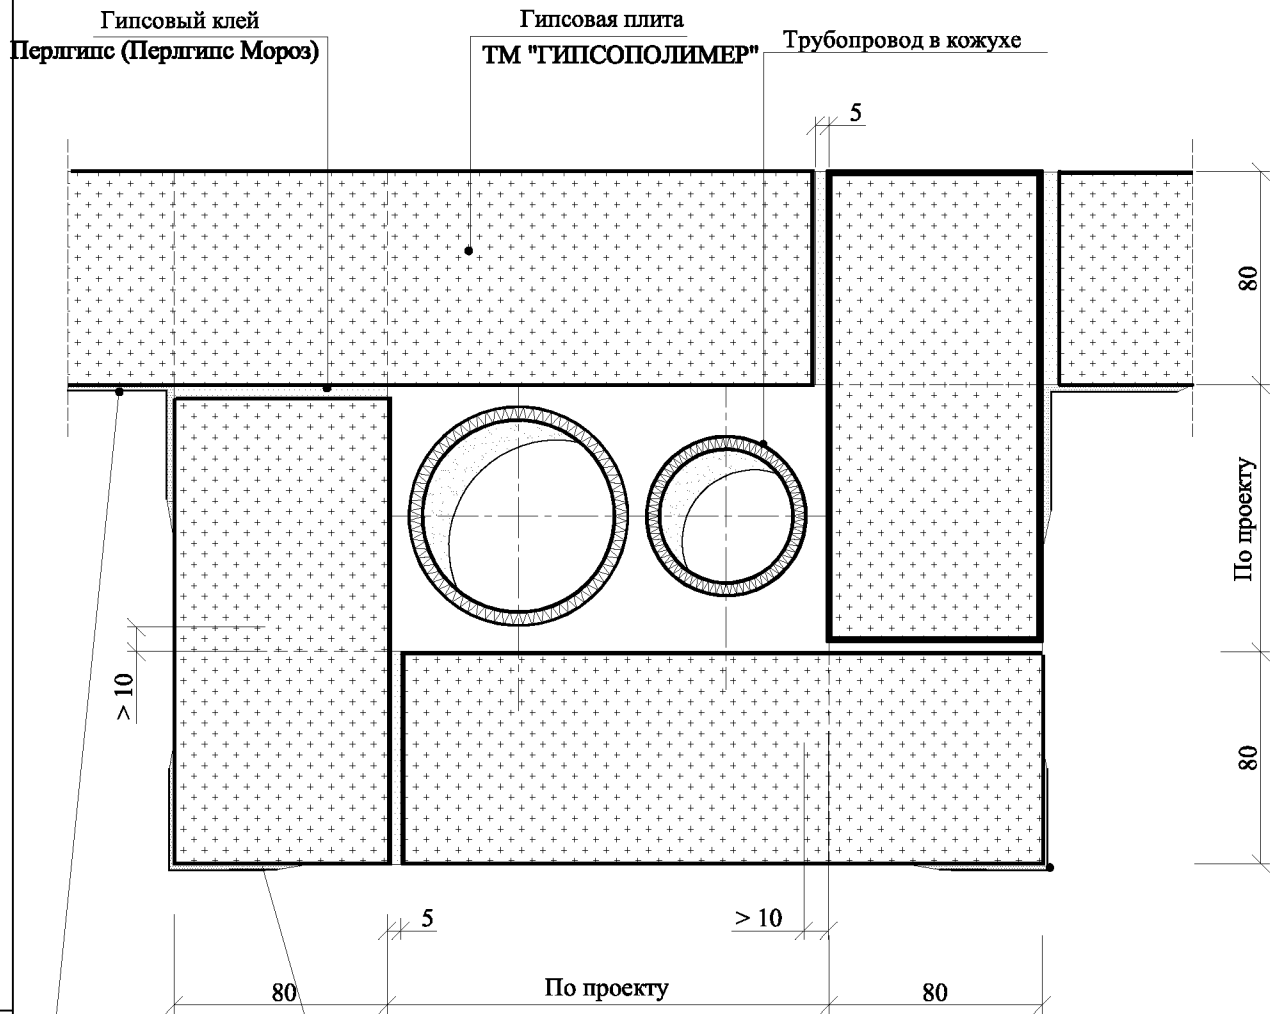 Гипсовый клей
Перлгипс (Перлгипс Мороз)
Гипсовая плита
ТМ "ГИПСОПОЛИМЕР"
Трубопровод в кожухе
5
80
По проекту
> 10
80
5
> 10
80
По проекту
80